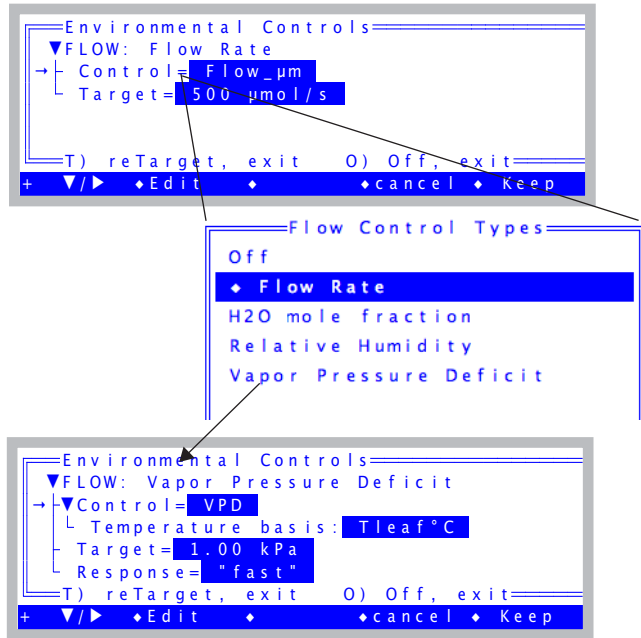 Environmental Controls
▼FLOW: Flow Rate
→ Control= Flow_µm
Target= 500 µmol/s
T) reTarget, exit O) Off, exit
+ ▼/▶ ◆Edit ◆ ◆cancel ◆ Keep
Flow Control Types
Off
◆ Flow Rate
H2O mole fraction
Relative Humidity
Vapor Pressure Deficit
Environmental Controls
▼FLOW: Vapor Pressure Deficit
→ ▼Control= VPD
Temperature basis: Tleaf°C
Target= 1.00 kPa
Response= "fast"
T) reTarget, exit O) Off, exit
+ ▼/▶ ◆Edit ◆ ◆cancel ◆ Keep